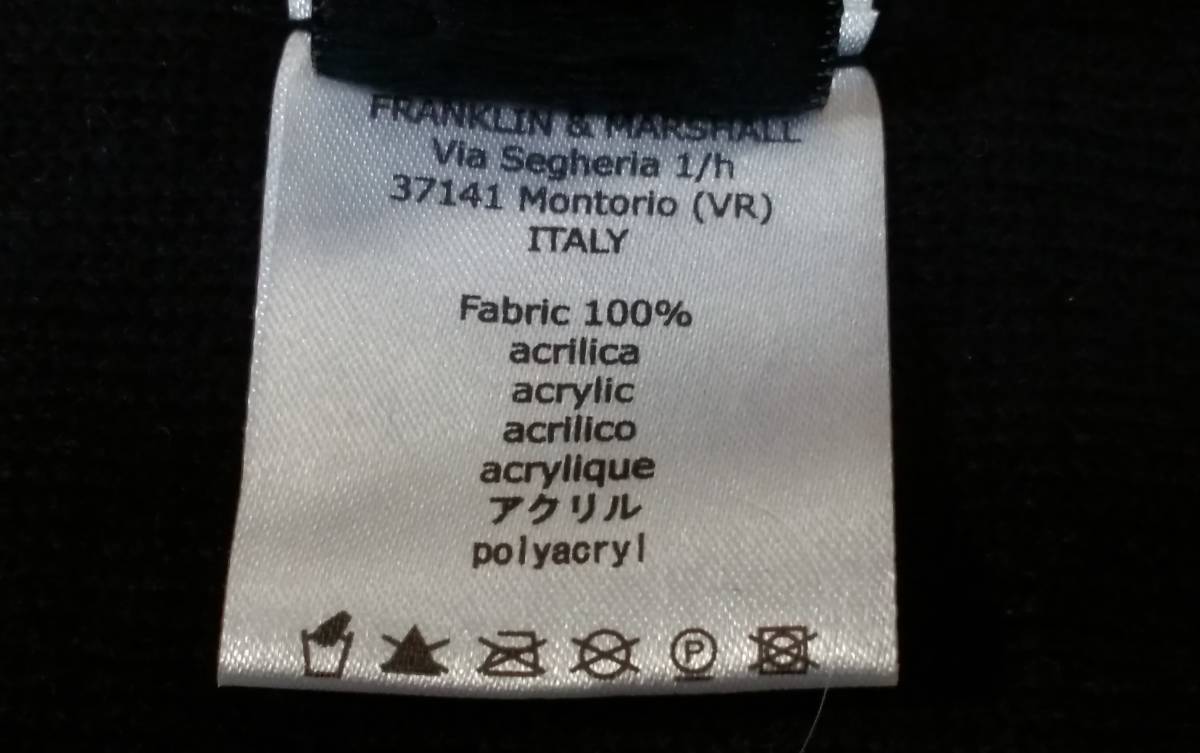 FRANKLIN & MARSHALL
Via Segheria 1/h
37141 Montorio (VR)
ITALY
Fabric 100%
acrilica
acrylic
acrilico
acrylique
アクリル
polyacryl
P